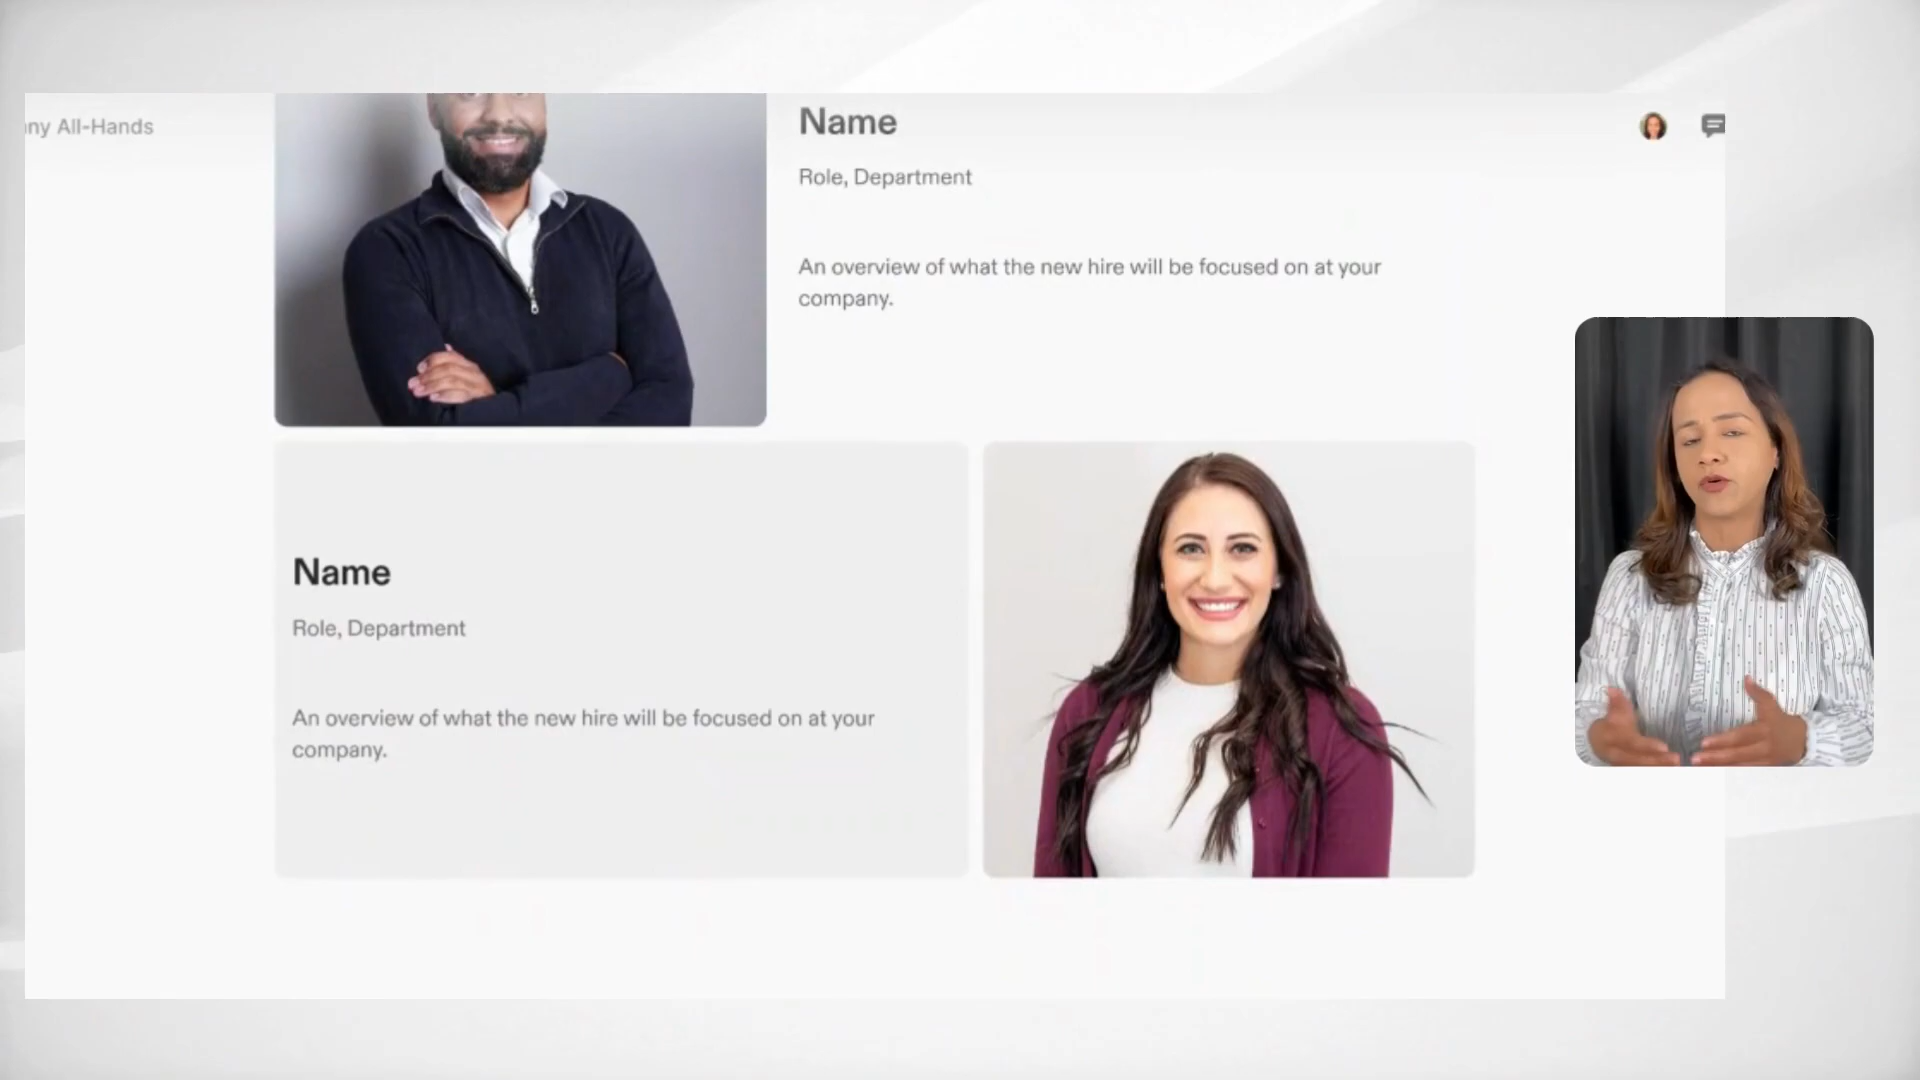 All-Hands
Name
Role, Department
An overview of what the new hire will be focused on at your
company.
Name
Role, Department
An overview of what the new hire will be focused on at your
company.